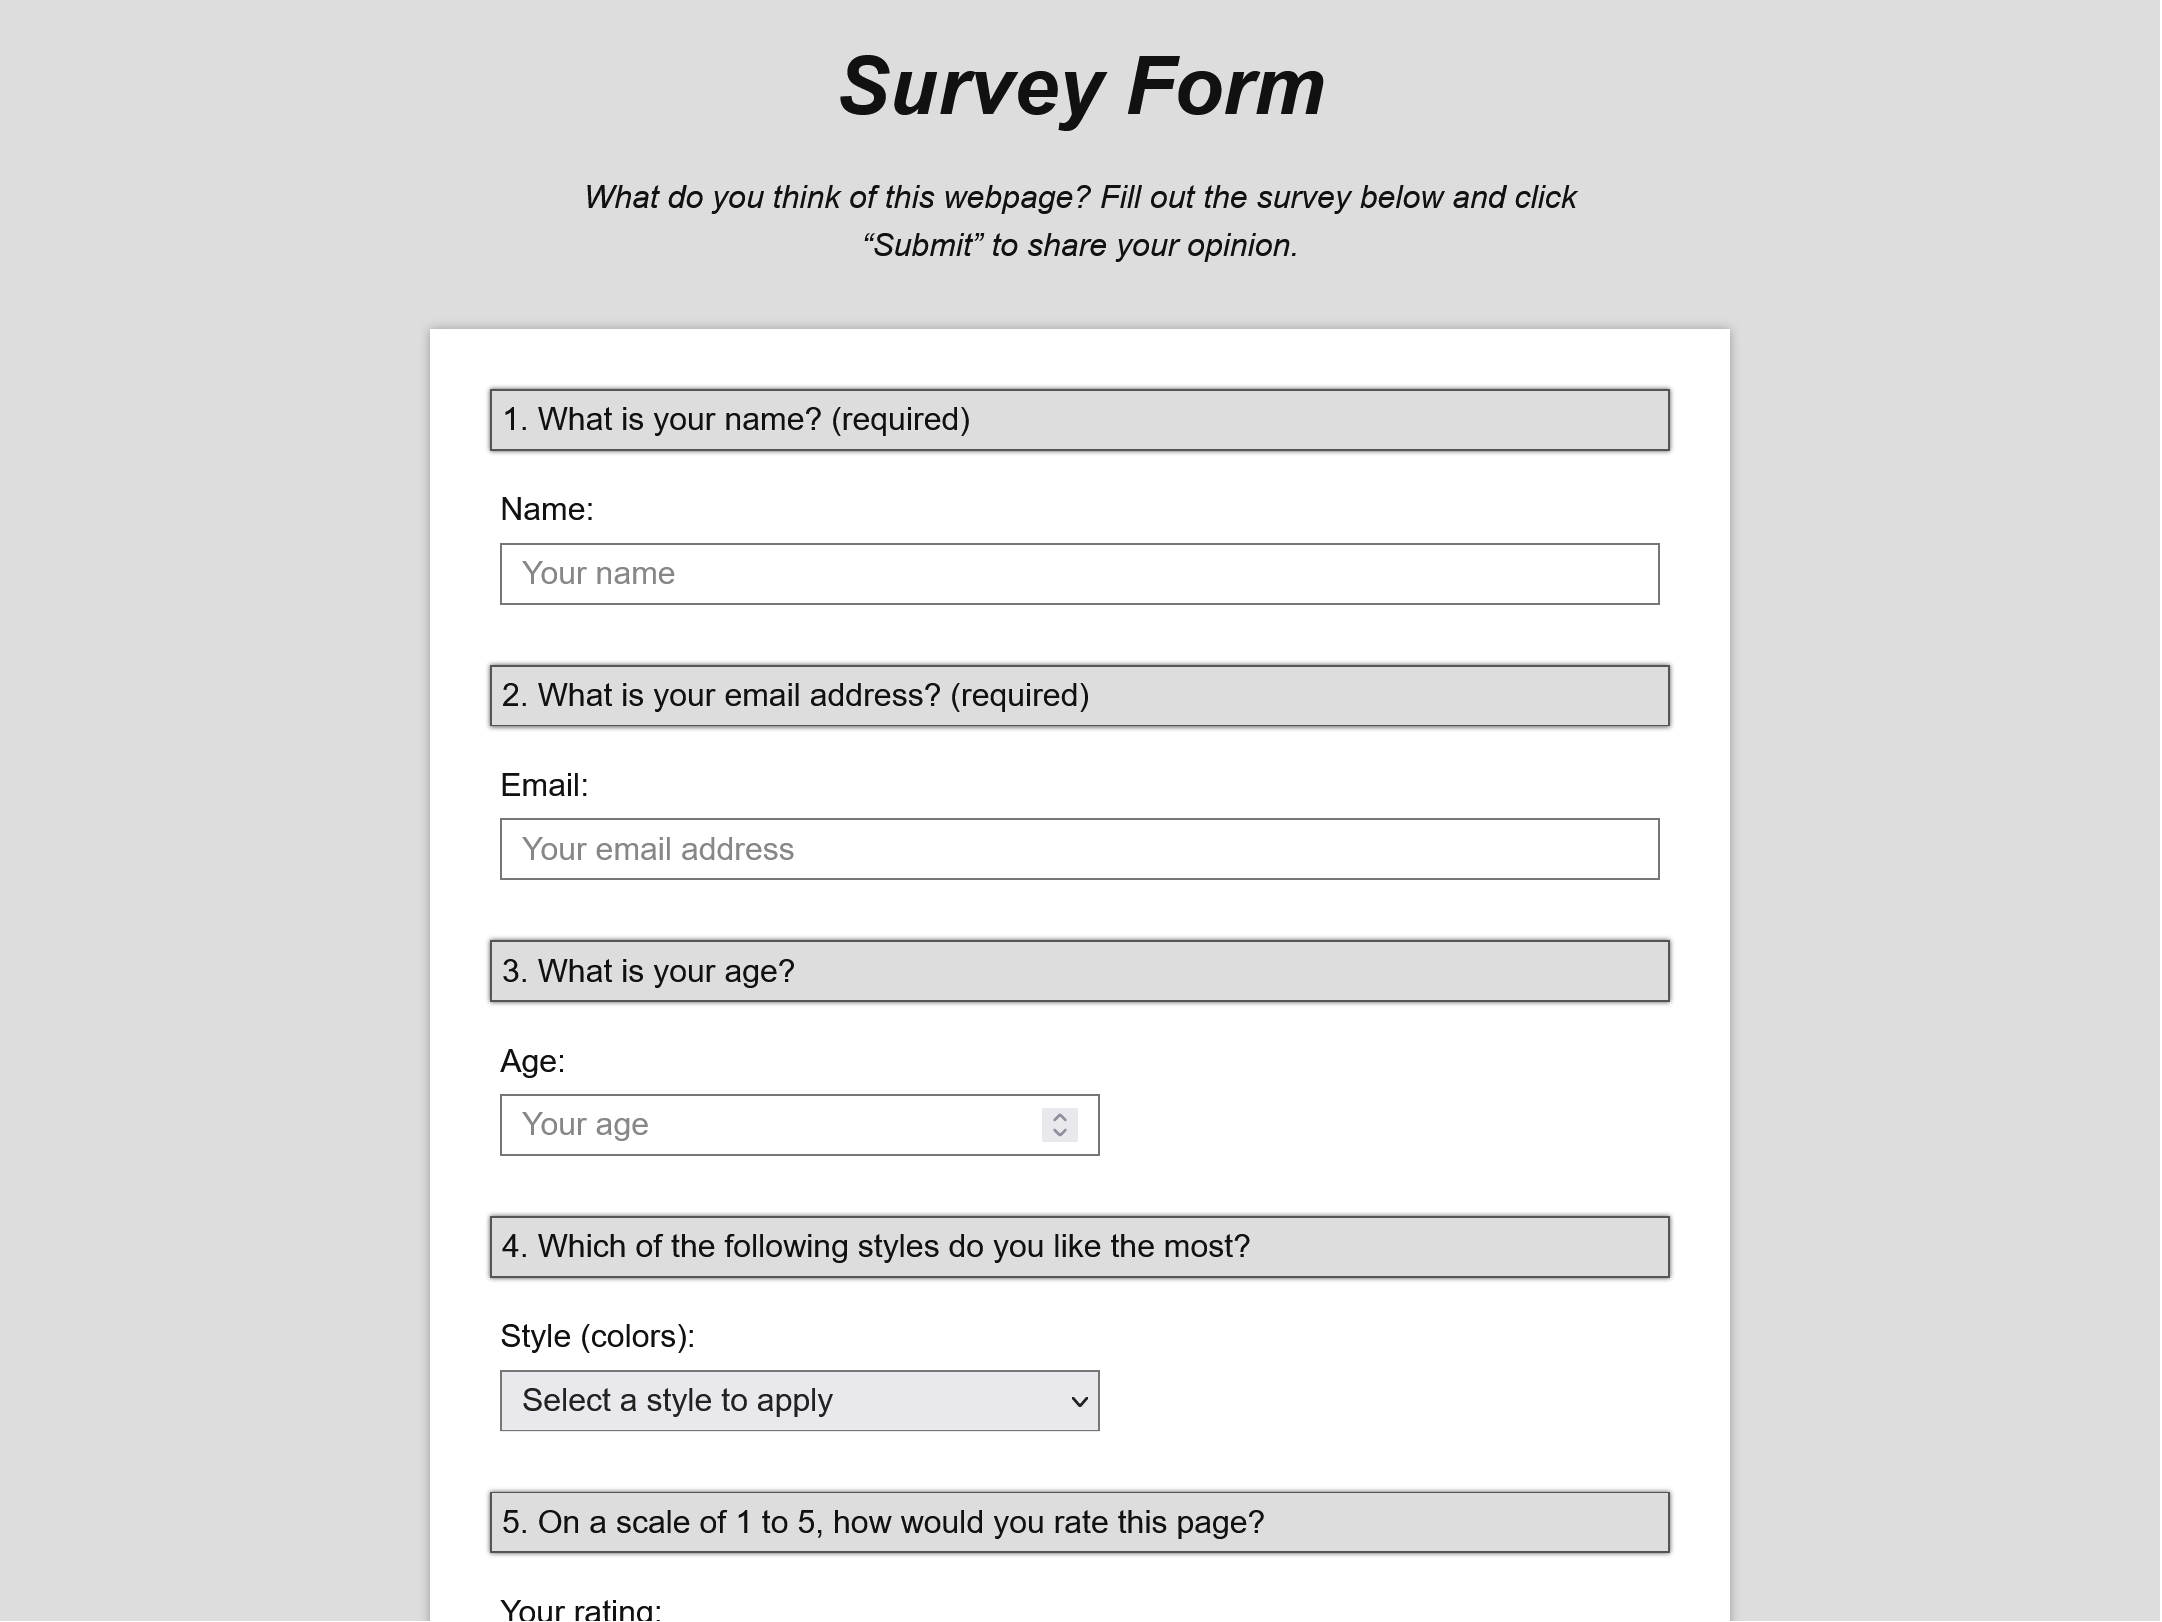 Survey Form
What do you think of this webpage? Fill out the survey below and click
“Submit” to share your opinion.
1. What is your name? (required)
Name:
Your name
2. What is your email address? (required)
Email:
Your email address
3. What is your age?
Age:
Your age
4. Which of the following styles do you like the most?
Style (colors):
Select a style to apply
5. On a scale of 1 to 5, how would you rate this page?
Your rating: